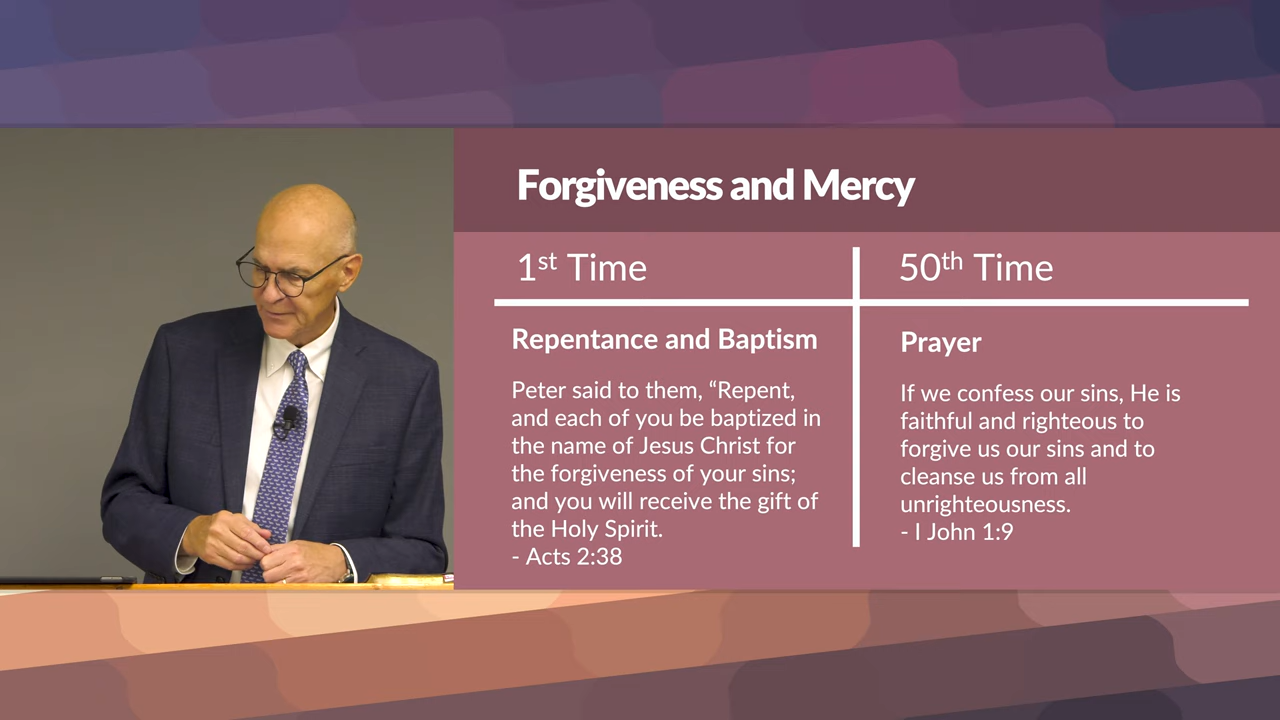 Forgiveness and Mercy
1st Time
50th Time
Repentance and Baptism
Peter said to them, “Repent,
and each of you be baptized in
the name of Jesus Christ for
the forgiveness of your sins;
and you will receive the gift of
the Holy Spirit.
- Acts 2:38
Prayer
If we confess our sins, He is
faithful and righteous to
forgive us our sins and to
cleanse us from all
unrighteousness.
- I John 1:9